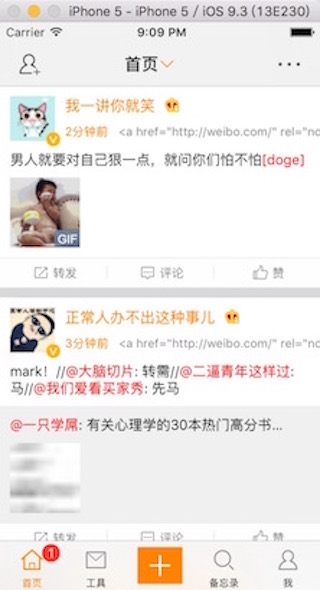 iPhone 5 - iPhone 5 / iOS 9.3 (13E230)
Carrier 9:09 PM
首页
我一讲你就笑
2分钟前 <a href="http://weibo.com/" rel="no
男人就要对自己狠一点，就问你们怕不怕[doge]
GIF
转发 评论 赞
正常人办不出这种事儿
3分钟前 <a href="http://weibo.com/" rel="no
mark！//@大脑切片: 转需//@二逼青年这样过:
马//@我们爱看买家秀: 先马
@一只学屌: 有关心理学的30本热门高分书...
转发 评论 赞
1
首页 工具 备忘录 我